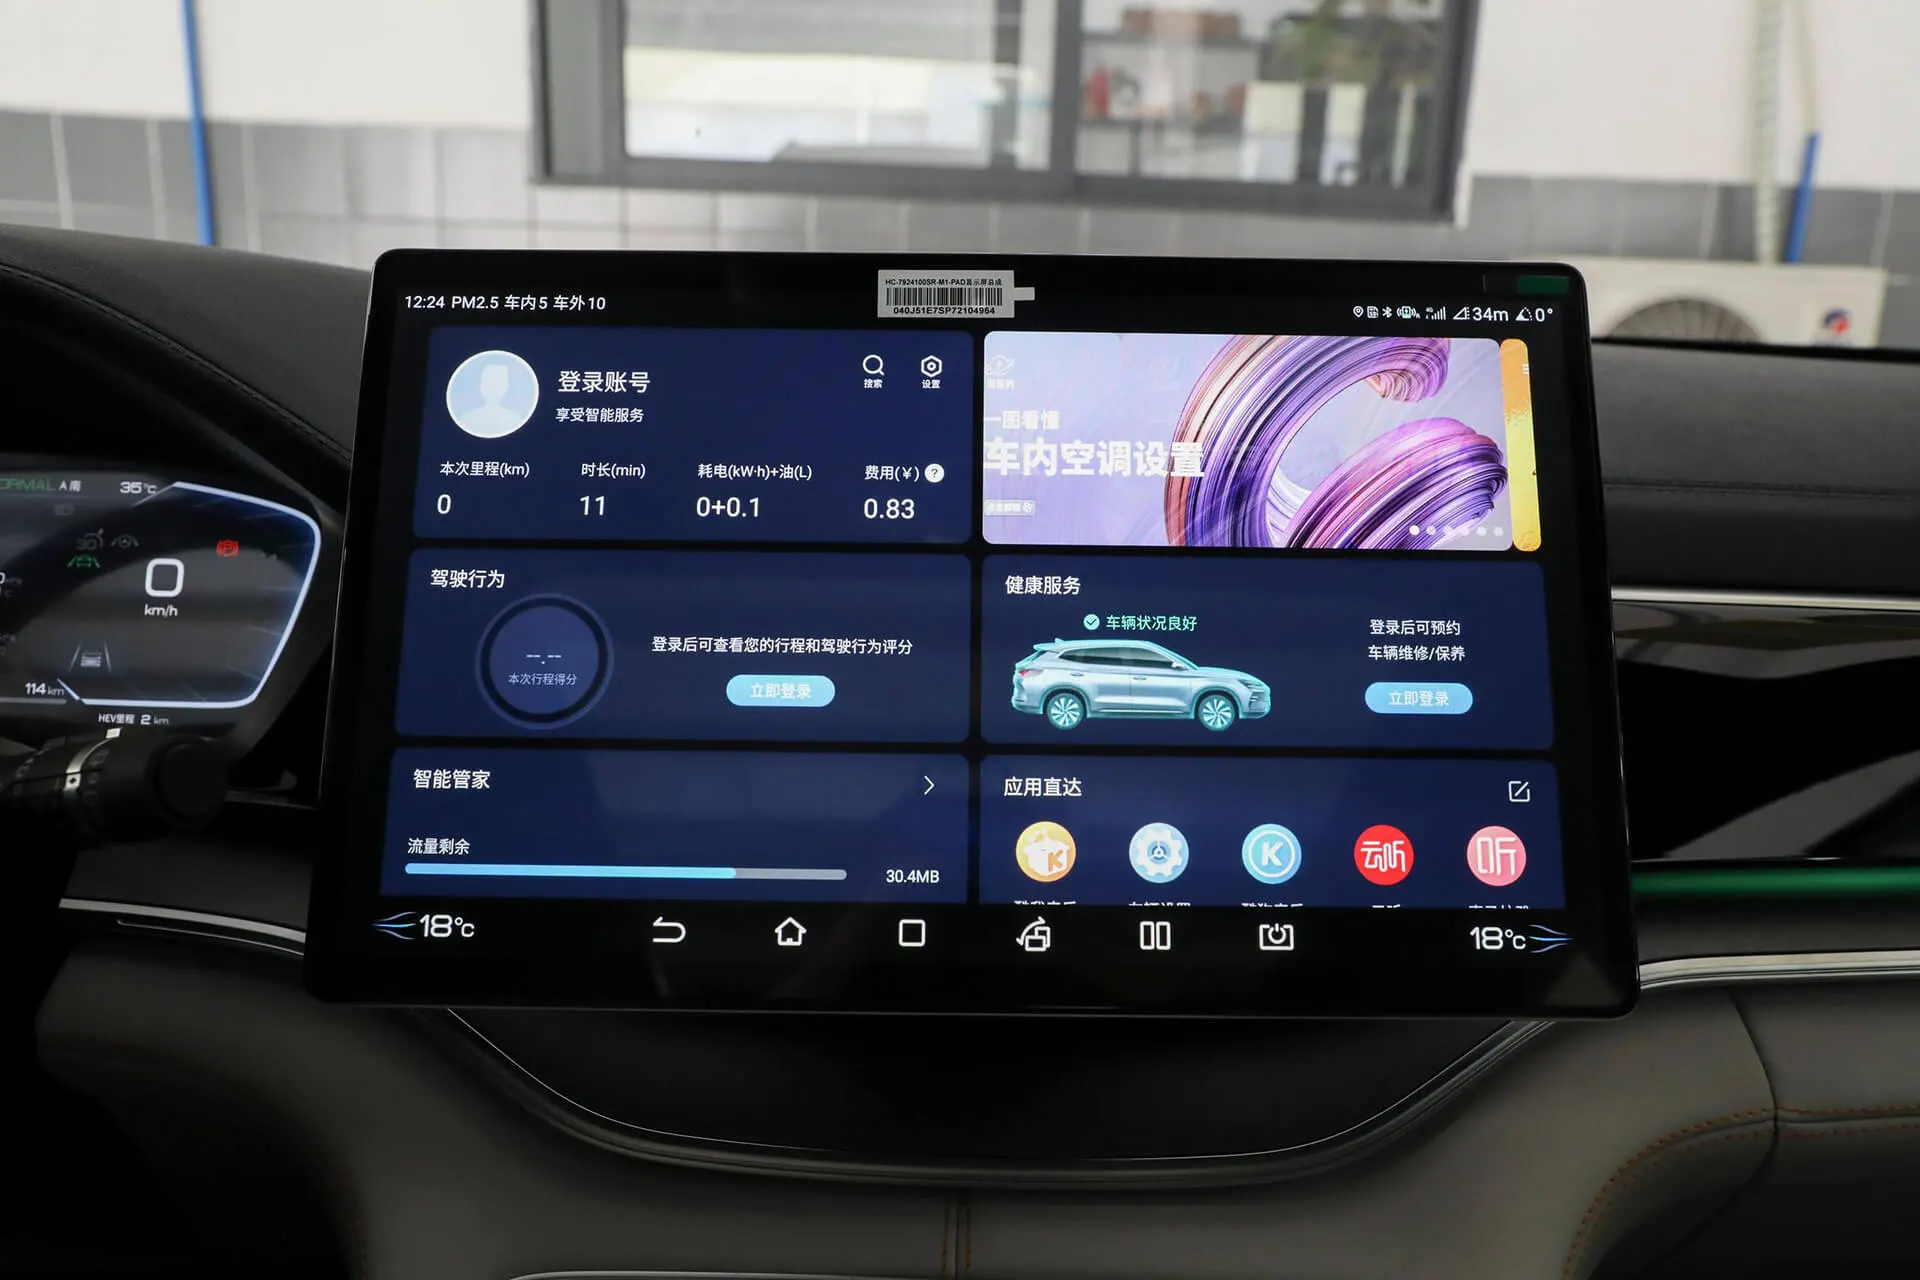 HC-7924100SR-M1-PAD显示屏总成
040J51E7SP72104964
12:24 PM2.5 车内5 车外10
34m 0°
登录账号
享受智能服务
搜索
设置
本次里程(km) 时长(min) 耗电(kW·h)+油(L) 费用(¥) ?
0 11 0+0.1 0.83
一图看懂
车内空调设置
驾驶行为
--.--
本次行程得分
登录后可查看您的行程和驾驶行为评分
立即登录
健康服务
车辆状况良好
登录后可预约
车辆维修/保养
立即登录
智能管家
流量剩余
30.4MB
应用直达
K
K
云听
听
18°C
18°C
南
35°C
0
km/h
114km
HEV里程 2 km